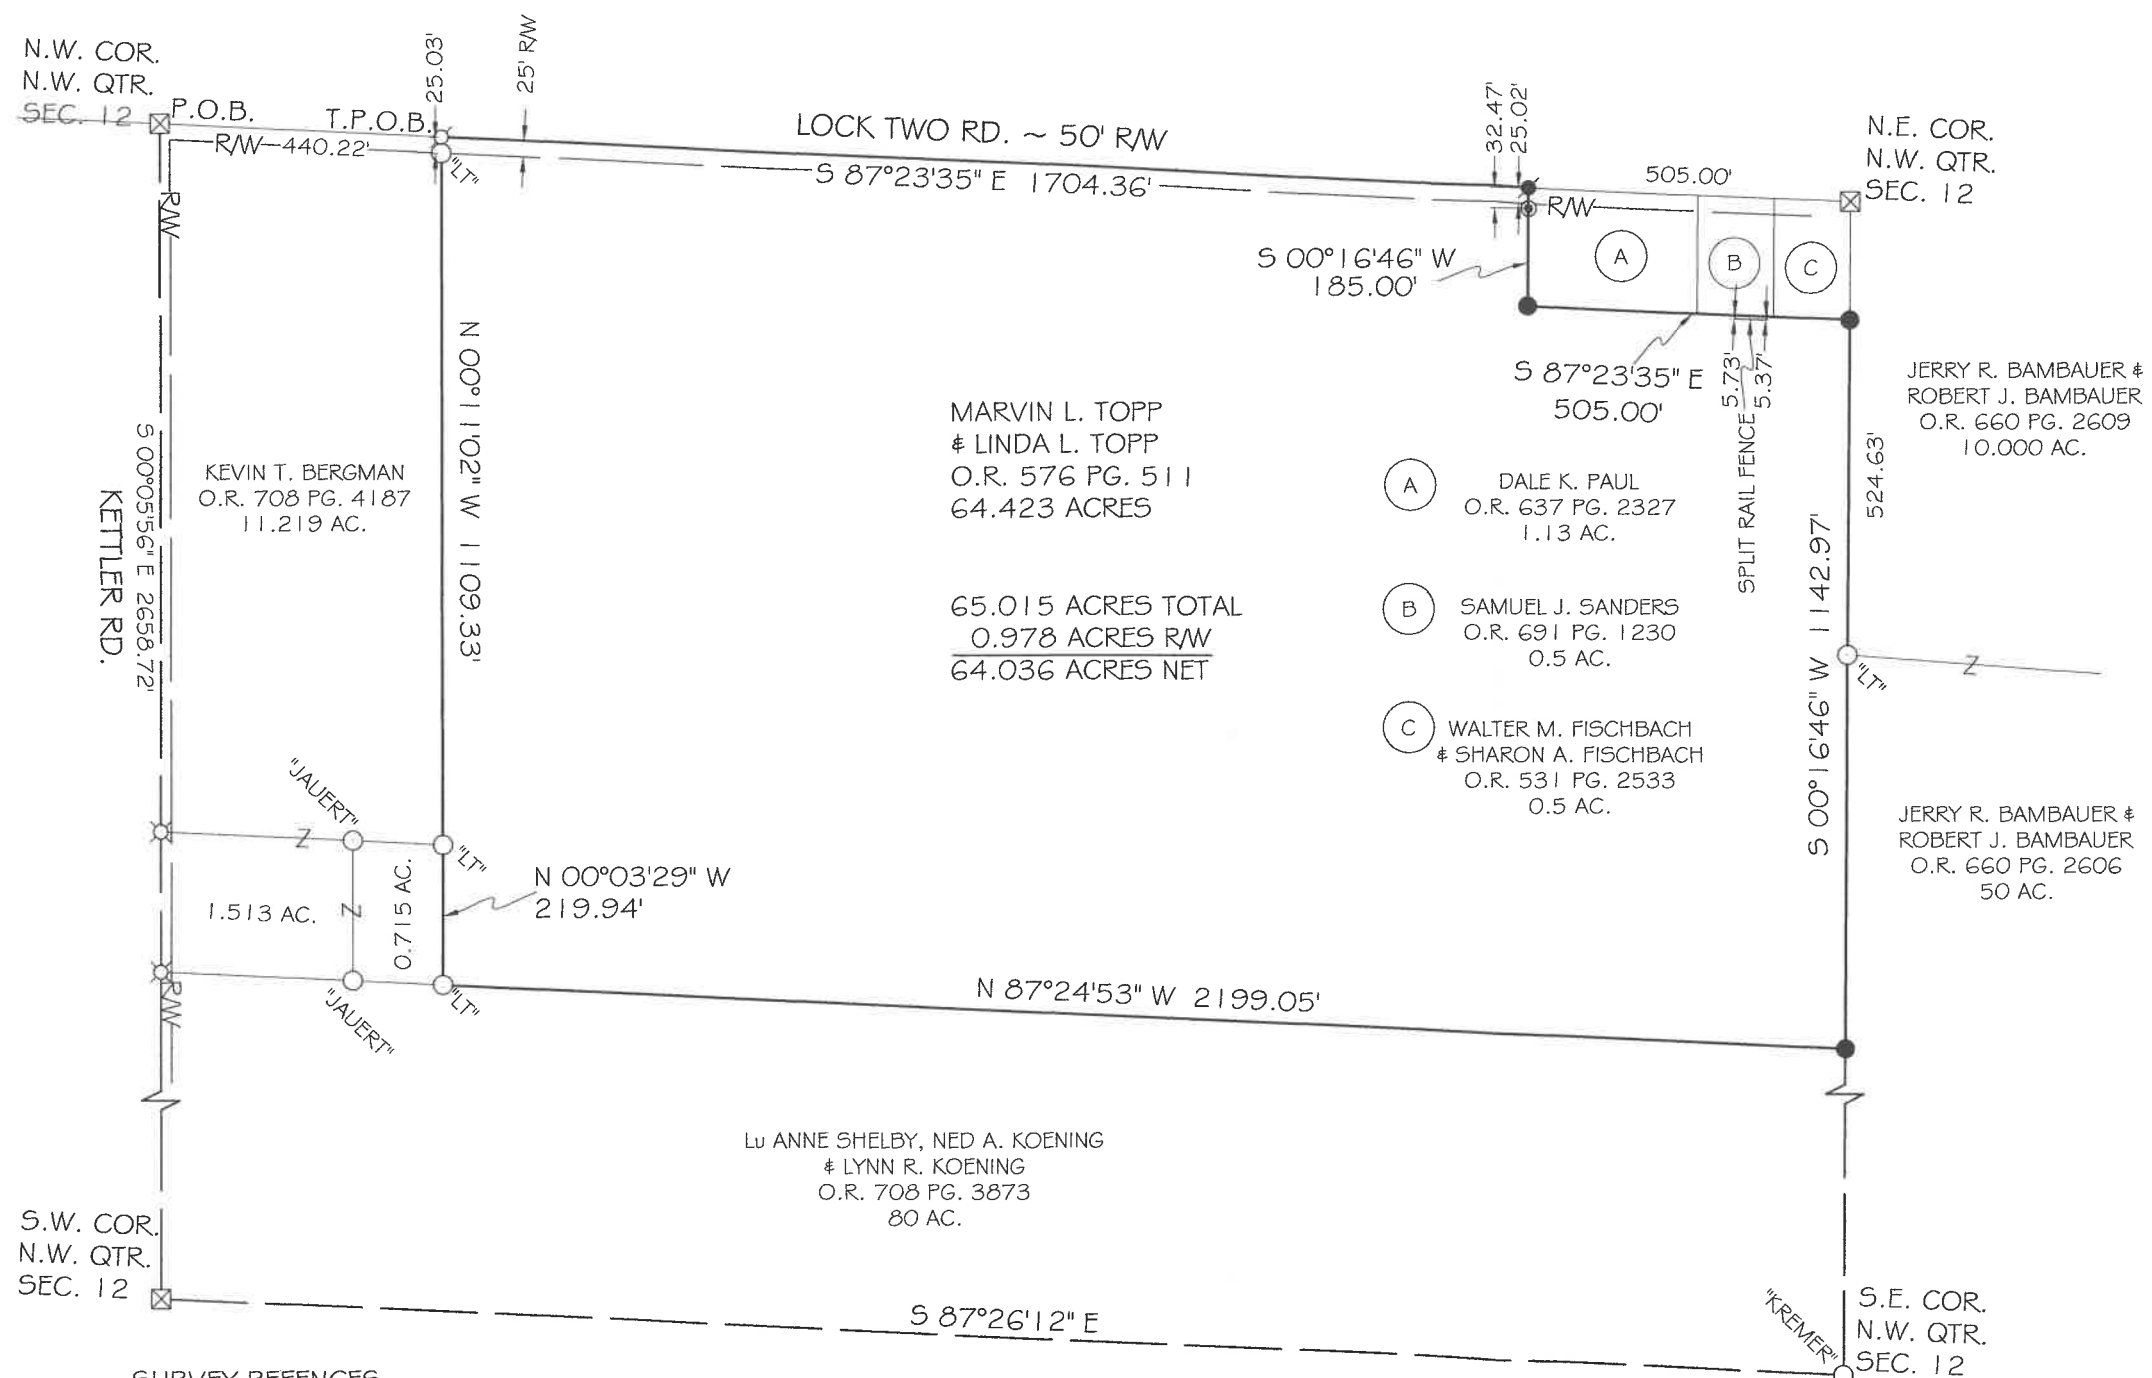 N.W. COR.
N.W. QTR.
SEC. 12
P.O.B.
T.P.O.B.
25.03'
25' R/W
R/W
440.22'
"LT"
LOCK TWO RD. ~ 50' R/W
S 87°23'35" E 1704.36'
32.47'
25.02'
505.00'
N.E. COR.
N.W. QTR.
SEC. 12
R/W
R/W
A
B
C
S 00°16'46" W
185.00'
S 87°23'35" E
505.00'
5.73'
SPLIT RAIL FENCE
5.37'
JERRY R. BAMBAUER &
ROBERT J. BAMBAUER
O.R. 660 PG. 2609
10.000 AC.
524.63'
S 00°05'56" E 2658.72'
KETTLER RD.
KEVIN T. BERGMAN
O.R. 708 PG. 4187
11.219 AC.
N 00°11'02" W 1109.33'
MARVIN L. TOPP
& LINDA L. TOPP
O.R. 576 PG. 511
64.423 ACRES
65.015 ACRES TOTAL
0.978 ACRES R/W
64.036 ACRES NET
A
DALE K. PAUL
O.R. 637 PG. 2327
1.13 AC.
B
SAMUEL J. SANDERS
O.R. 691 PG. 1230
0.5 AC.
C
WALTER M. FISCHBACH
& SHARON A. FISCHBACH
O.R. 531 PG. 2533
0.5 AC.
S 00°16'46" W 1142.97'
"LT"
Z
JERRY R. BAMBAUER &
ROBERT J. BAMBAUER
O.R. 660 PG. 2606
50 AC.
"JAUERT"
Z
"LT"
1.513 AC.
Z
0.715 AC.
N 00°03'29" W
219.94'
R/W
"JAUERT"
"LT"
N 87°24'53" W 2199.05'
Lu ANNE SHELBY, NED A. KOENING
& LYNN R. KOENING
O.R. 708 PG. 3873
80 AC.
S.W. COR.
N.W. QTR.
SEC. 12
S 87°26'12" E
"KREMER"
S.E. COR.
N.W. QTR.
SEC. 12
SURVEY REFENCES